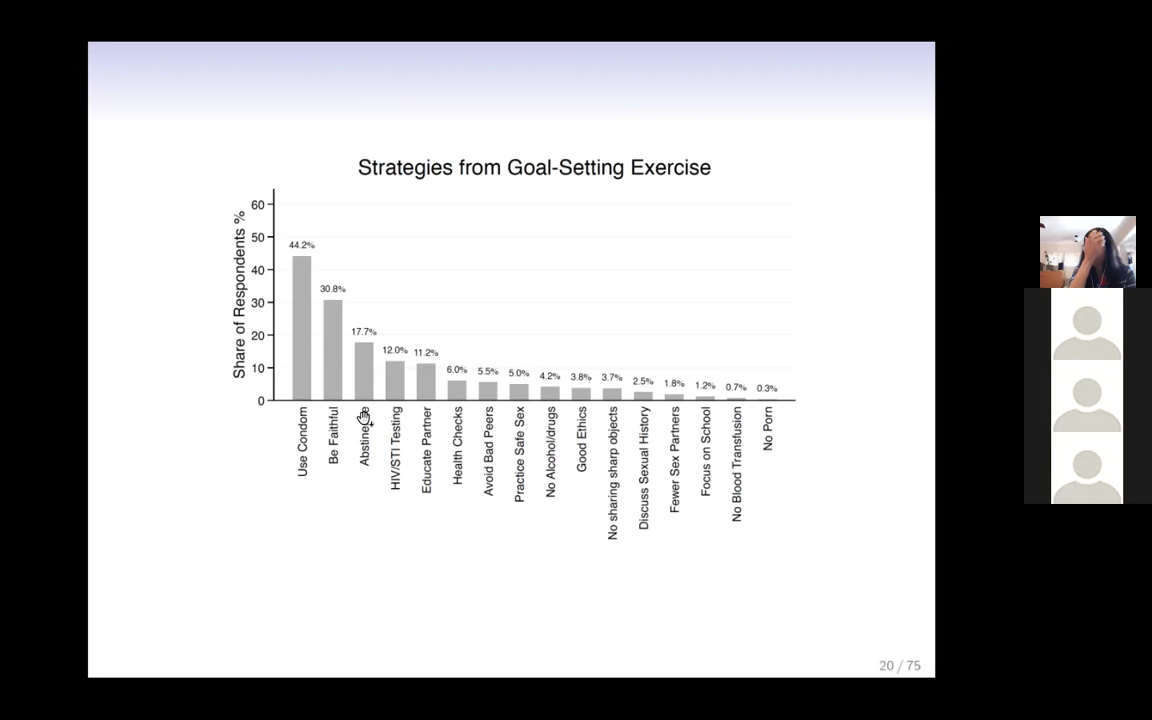 Strategies from Goal-Setting Exercise
Share of Respondents %
60
50
40
30
20
10
0
44.2%
30.8%
17.7%
12.0%
11.2%
6.0%
5.5%
5.0%
4.2%
3.8%
3.7%
2.5%
1.8%
1.2%
0.7%
0.3%
Use Condom
Be Faithful
HIV/STI Testing
Educate Partner
Health Checks
Avoid Bad Peers
Practice Safe Sex
No Alcohol/drugs
Good Ethics
No sharing sharp objects
Discuss Sexual History
Fewer Sex Partners
Focus on School
No Blood Transfusion
No Porn
20 / 75